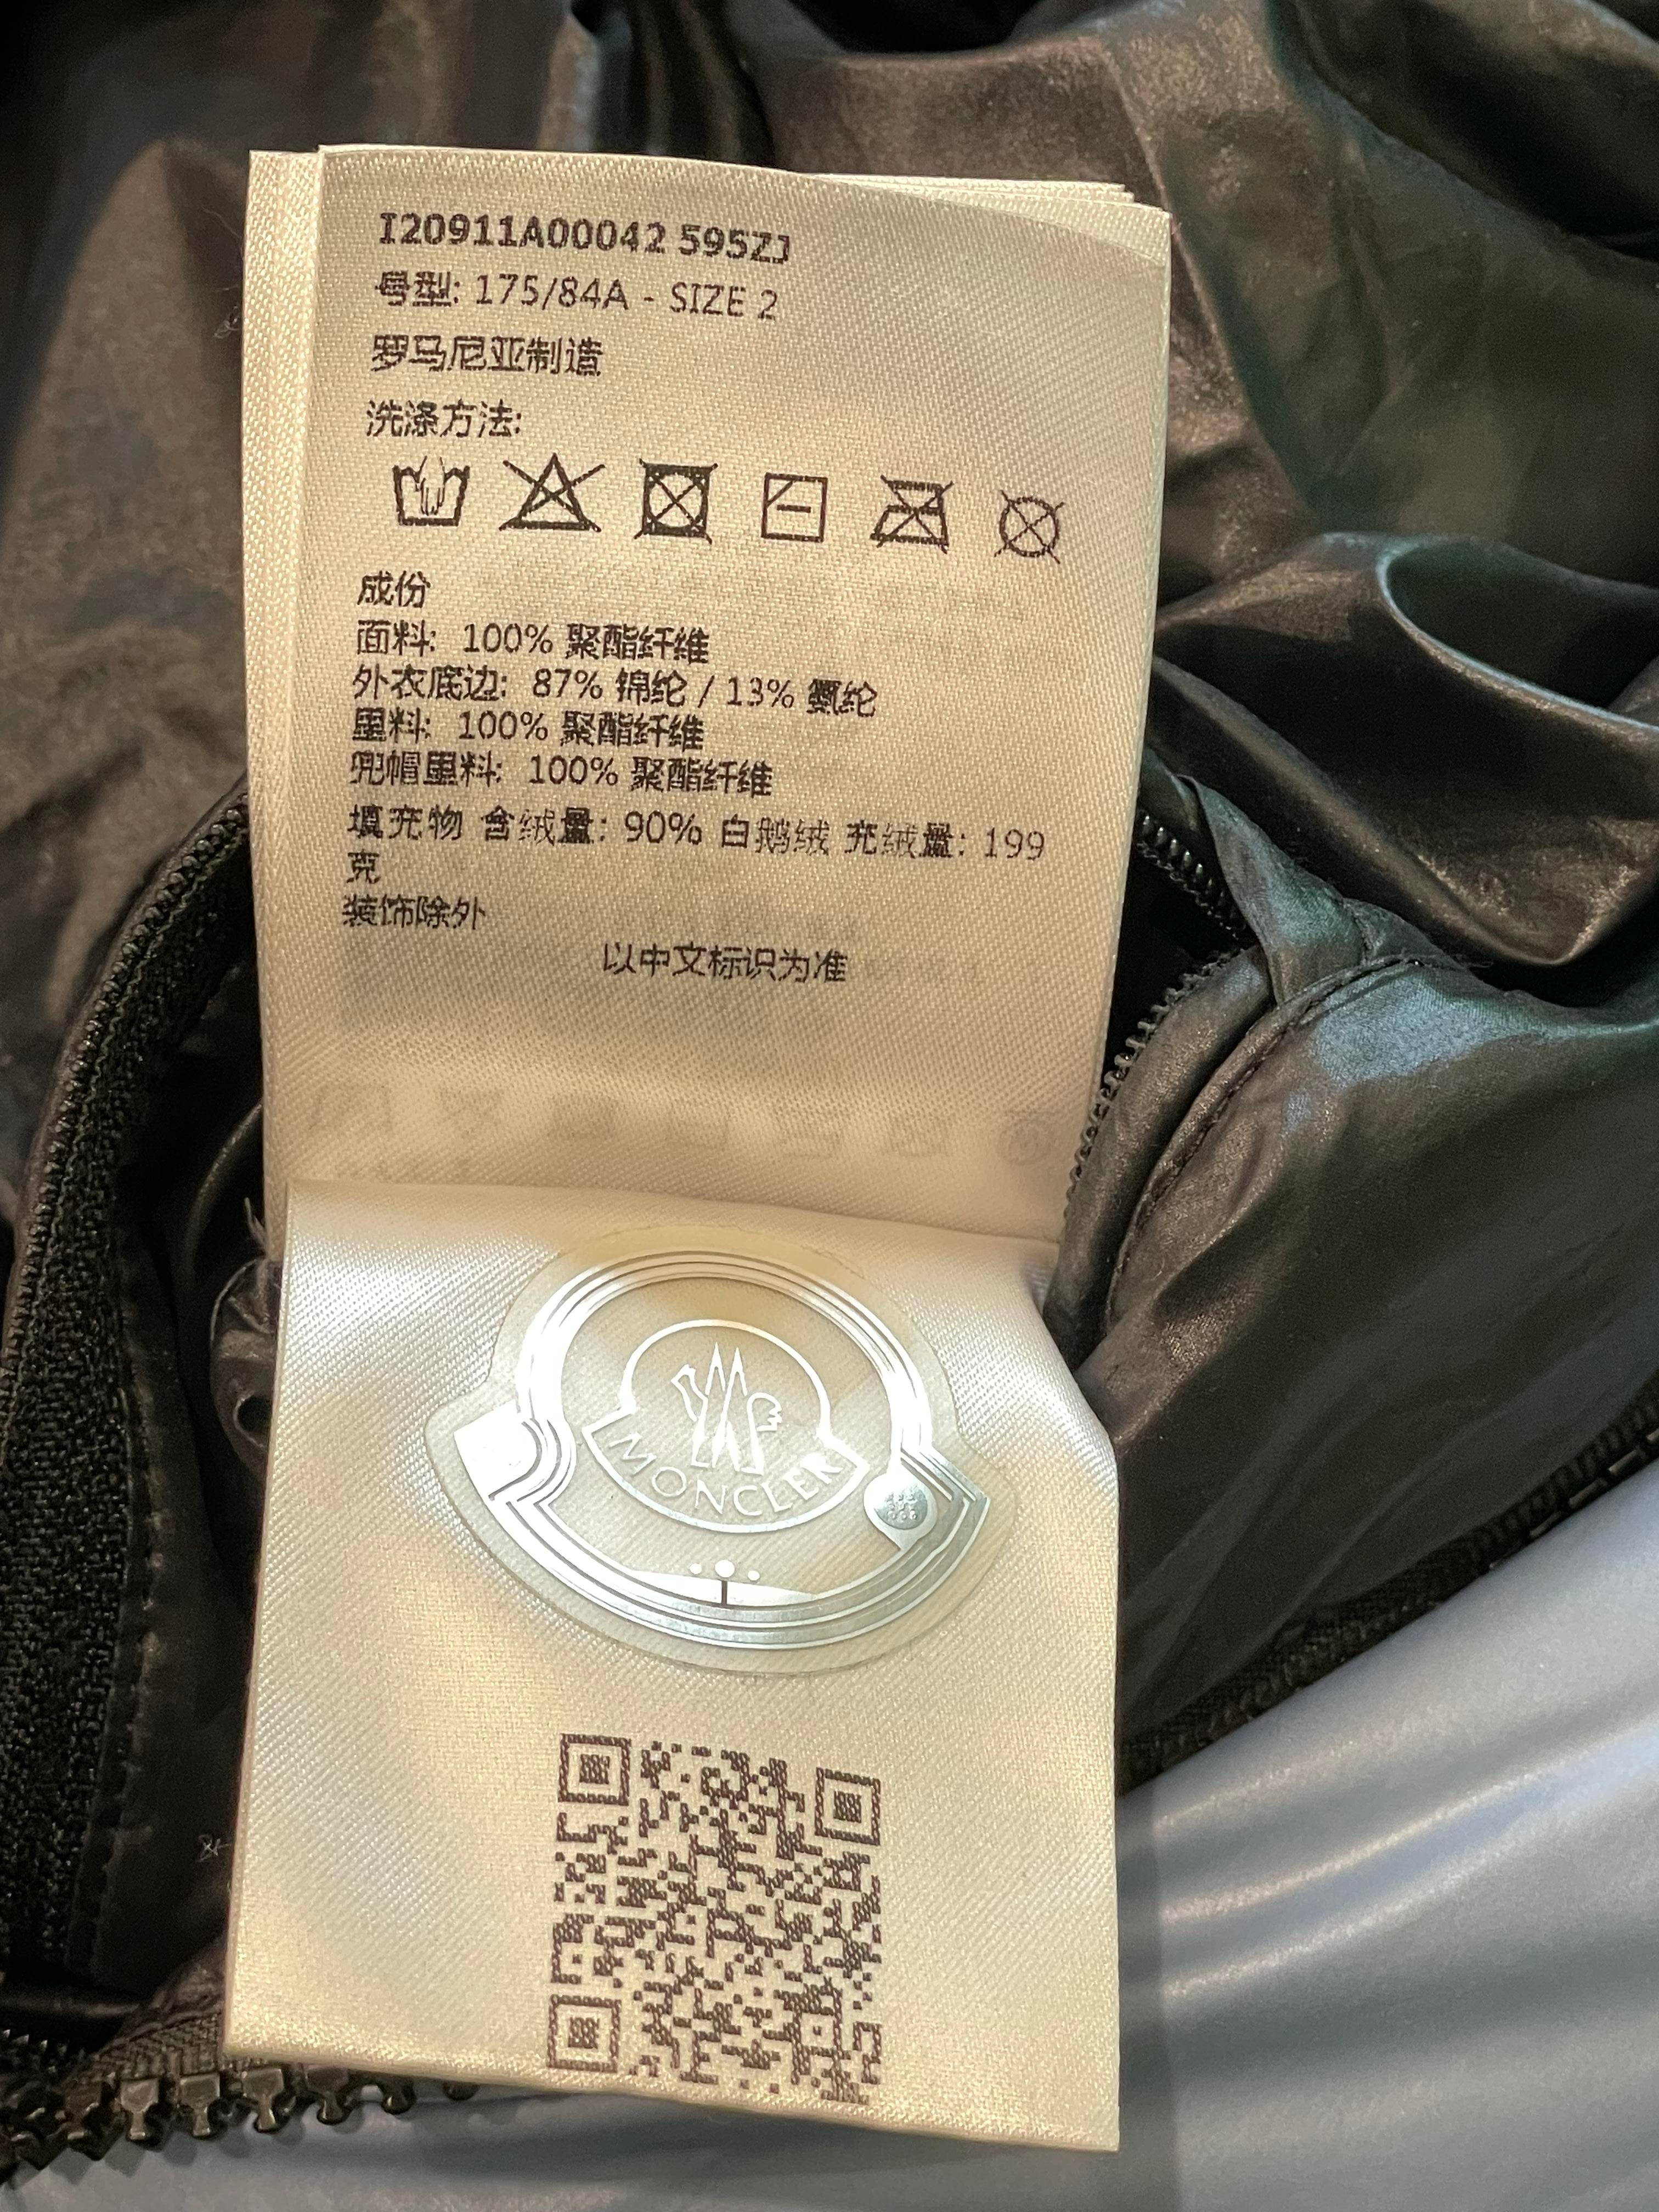 I20911A00042 595ZJ
号型: 175/84A - SIZE 2
罗马尼亚制造
洗涤方法:
成份
面料: 100% 聚酯纤维
外衣底边: 87% 锦纶 / 13% 氨纶
里料: 100% 聚酯纤维
兜帽里料: 100% 聚酯纤维
填充物 含绒量: 90% 白鹅绒 充绒量: 199
克
装饰除外
以中文标识为准
MONCLER